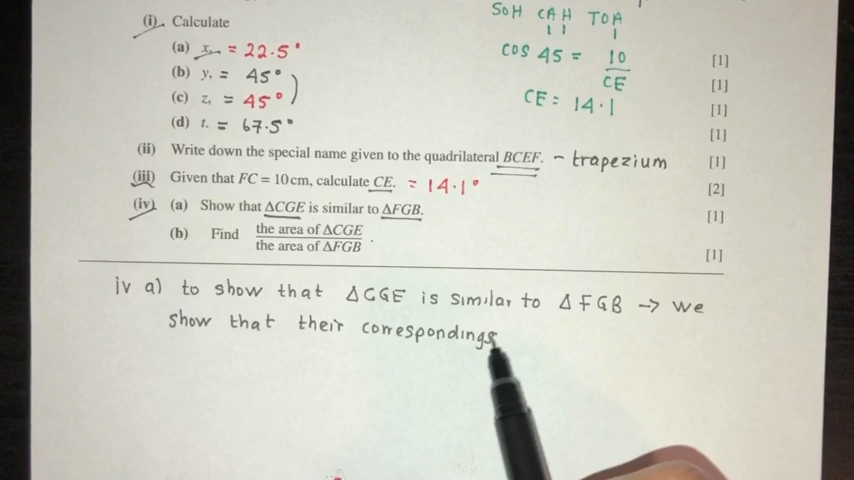 SOH CAH TOA
(i) Calculate
(a) x, = 22.5°
cos 45 = 10
CE
[1]
(b) y, = 45°
[1]
(c) z, = 45°
CE = 14.1
[1]
(d) t. = 67.5°
[1]
(ii) Write down the special name given to the quadrilateral BCEF. - trapezium [1]
(iii) Given that FC = 10 cm, calculate CE. = 14.1° [2]
(iv) (a) Show that ΔCGE is similar to ΔFGB. [1]
(b) Find the area of ΔCGE
the area of ΔFGB .
[1]
iv a) to show that ΔCGE is similar to ΔFGB → we
show that their correspondings